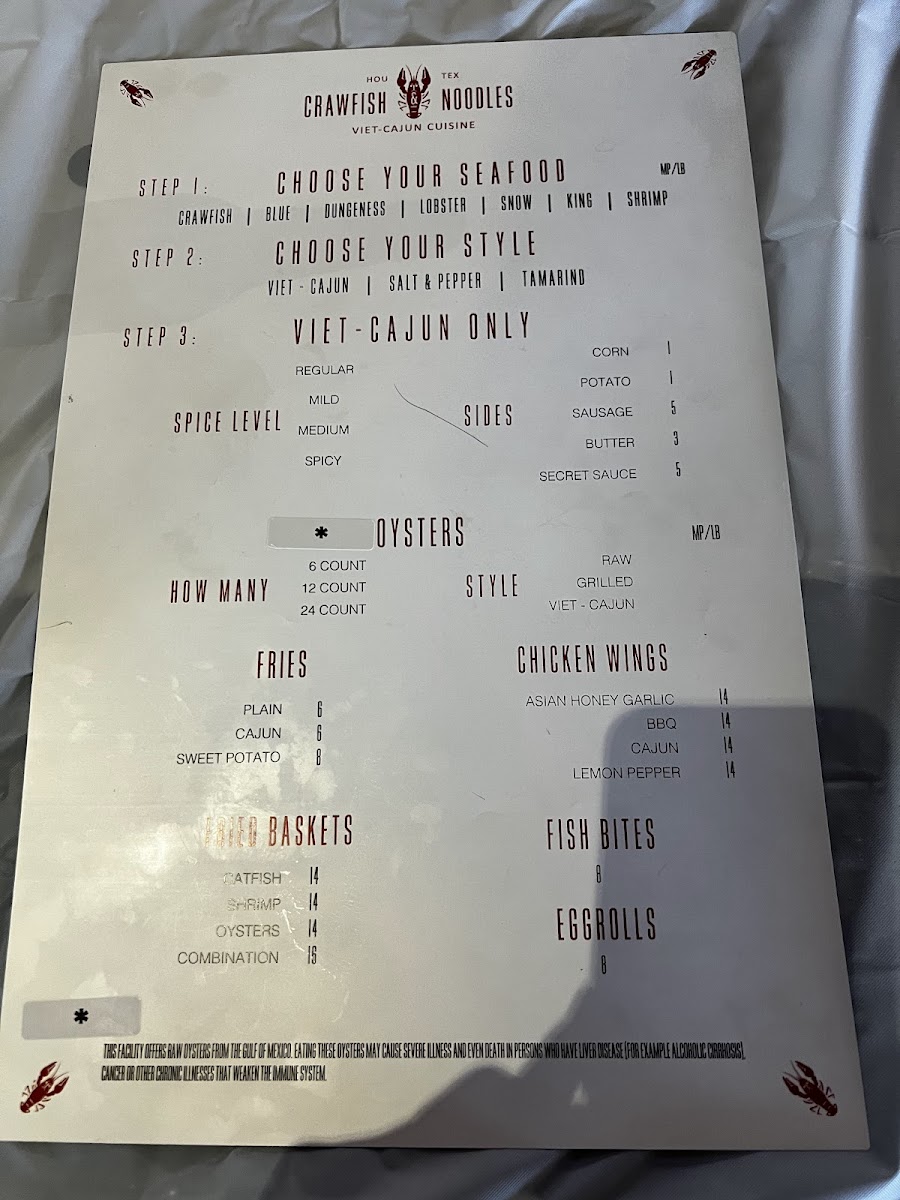 HOU TEX
CRAWFISH & NOODLES
VIET-CAJUN CUISINE
STEP 1: CHOOSE YOUR SEAFOOD MP/LB
CRAWFISH | BLUE | DUNGENESS | LOBSTER | SNOW | KING | SHRIMP
STEP 2: CHOOSE YOUR STYLE
VIET - CAJUN | SALT & PEPPER | TAMARIND
STEP 3: VIET-CAJUN ONLY
SPICE LEVEL
REGULAR
MILD
MEDIUM
SPICY
SIDES
CORN 1
POTATO 1
SAUSAGE 5
BUTTER 3
SECRET SAUCE 5
* OYSTERS MP/LB
HOW MANY
6 COUNT
12 COUNT
24 COUNT
STYLE
RAW
GRILLED
VIET - CAJUN
FRIES
PLAIN 6
CAJUN 6
SWEET POTATO 8
CHICKEN WINGS
ASIAN HONEY GARLIC 14
BBQ 14
CAJUN 14
LEMON PEPPER 14
FRIED BASKETS
CATFISH 14
SHRIMP 14
OYSTERS 14
COMBINATION 15
FISH BITES
8
EGGROLLS
8
*
THIS FACILITY OFFERS RAW OYSTERS FROM THE GULF OF MEXICO. EATING THESE OYSTERS MAY CAUSE SEVERE ILLNESS AND EVEN DEATH IN PERSONS WHO HAVE LIVER DISEASE (FOR EXAMPLE ALCOHOLIC CIRRHOSIS),
CANCER OR OTHER CHRONIC ILLNESSES THAT WEAKEN THE IMMUNE SYSTEM.